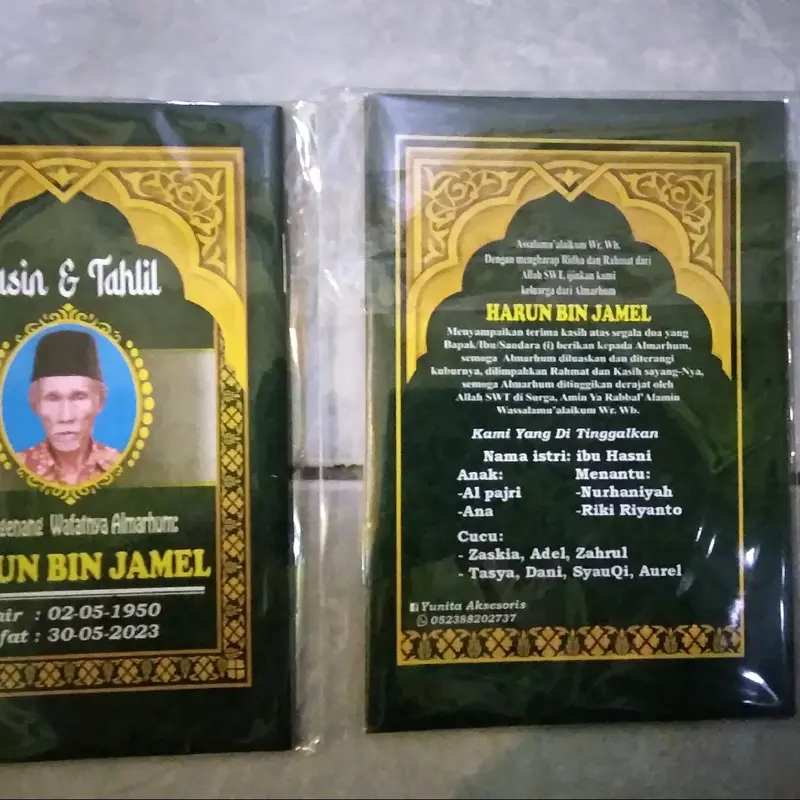 asin & Tahlil
denang Wafatnya Almarhum:
UN BIN JAMEL
hir : 02-05-1950
fat : 30-05-2023
Assalamu'alaikum Wr. Wb.
Dengan mengharap Ridha dan Rahmat dari
Allah SWT, ijinkan kami
keluarga dari Almarhum
HARUN BIN JAMEL
Menyampaikan terima kasih atas segala doa yang
Bapak/Ibu/Saudara (i) berikan kepada Almarhum,
semoga Almarhum diluaskan dan diterangi
kuburnya, dilimpahkan Rahmat dan Kasih sayang-Nya,
semoga Almarhum ditinggikan derajat oleh
Allah SWT di Surga, Amin Ya Rabbal'Alamin
Wassalamu'alaikum Wr. Wb.
Kami Yang Di Tinggalkan
Nama istri: ibu Hasni
Anak: Menantu:
-Al pajri -Nurhaniyah
-Ana -Riki Riyanto
Cucu:
- Zaskia, Adel, Zahrul
- Tasya, Dani, SyauQi, Aurel
Yunita Aksesoris
082388202737